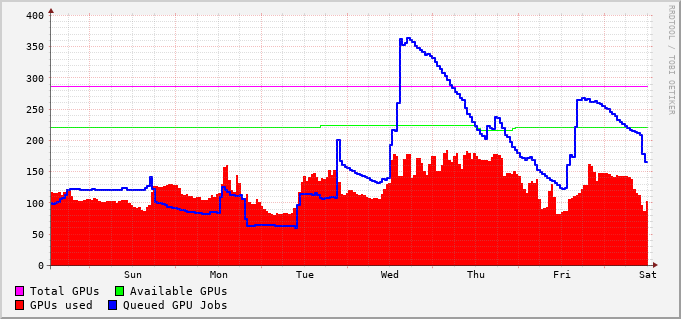 400
350
300
250
200
150
100
50
0
Sun Mon Tue Wed Thu Fri Sat
Total GPUs Available GPUs
GPUs used Queued GPU Jobs
RRDTOOL / TOBI OETIKER